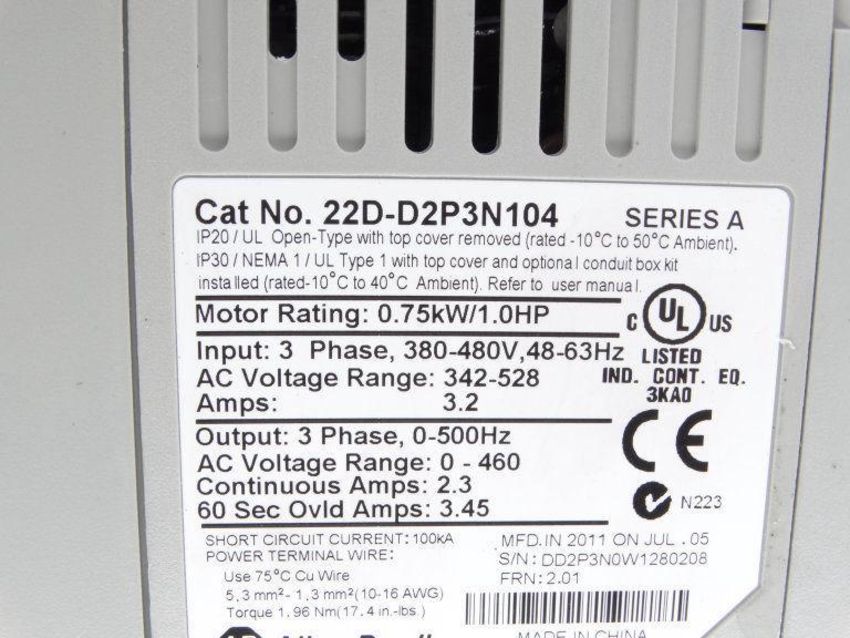 Cat No. 22D-D2P3N104 SERIES A
IP20 / UL Open-Type with top cover removed (rated -10°C to 50°C Ambient).
IP30 / NEMA 1 / UL Type 1 with top cover and optional conduit box kit
installed (rated-10°C to 40°C Ambient). Refer to user manual.
Motor Rating: 0.75kW/1.0HP
C UL US
Input: 3 Phase, 380-480V,48-63Hz
LISTED
AC Voltage Range: 342-528
IND. CONT. EQ.
Amps: 3.2
3KA0
Output: 3 Phase, 0-500Hz
CE
AC Voltage Range: 0 - 460
Continuous Amps: 2.3
N223
60 Sec Ovld Amps: 3.45
SHORT CIRCUIT CURRENT: 100kA
MFD. IN 2011 ON JUL . 05
POWER TERMINAL WIRE:
S/N: DD2P3N0W1280208
Use 75°C Cu Wire
FRN: 2.01
5.3 mm² - 1.3 mm² (10-16 AWG)
Torque 1.96 Nm (17.4 in.-lbs.)
MADE IN CHINA